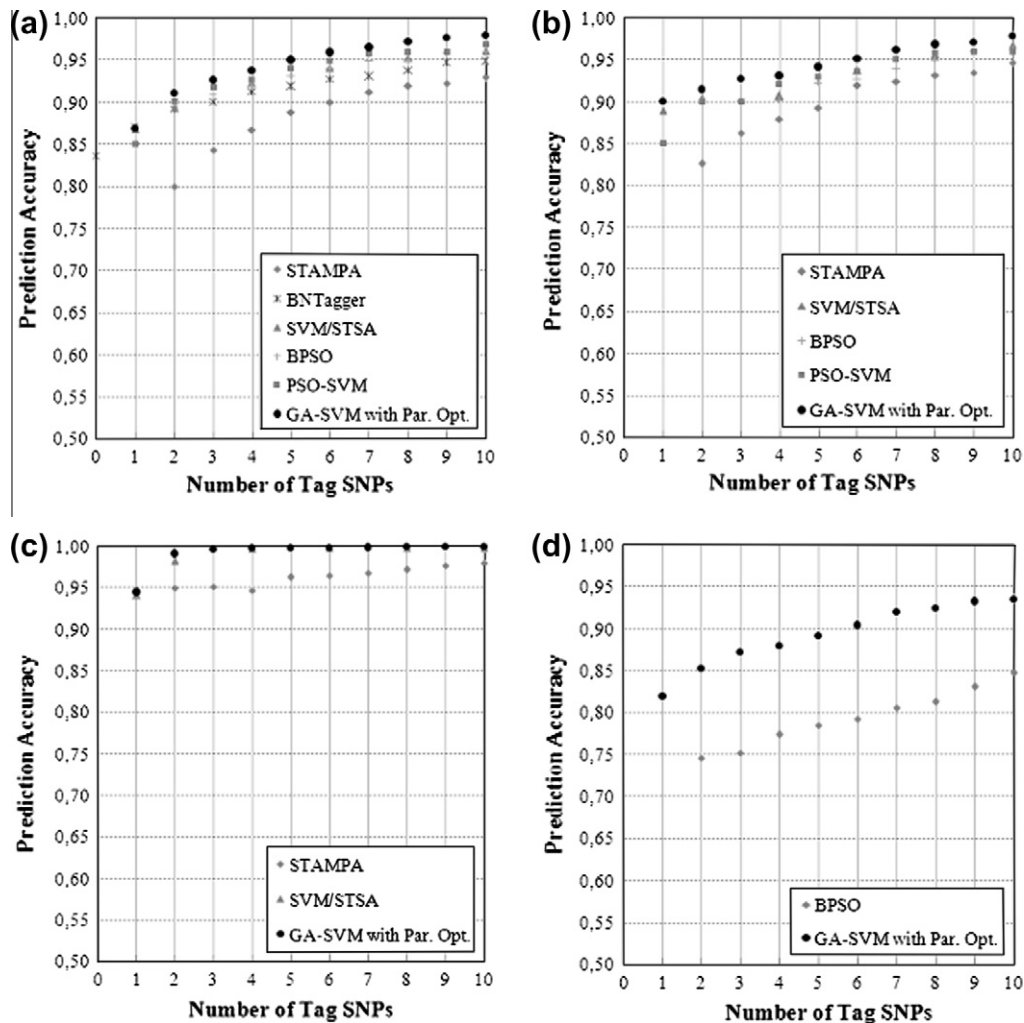 (a)
Prediction Accuracy
1,00
0,95
0,90
0,85
0,80
0,75
0,70
0,65
0,60
0,55
0,50
STAMPA
BNTagger
SVM/STSA
BPSO
PSO-SVM
GA-SVM with Par. Opt.
0 1 2 3 4 5 6 7 8 9 10
Number of Tag SNPs
(b)
Prediction Accuracy
1,00
0,95
0,90
0,85
0,80
0,75
0,70
0,65
0,60
0,55
0,50
STAMPA
SVM/STSA
BPSO
PSO-SVM
GA-SVM with Par. Opt.
0 1 2 3 4 5 6 7 8 9 10
Number of Tag SNPs
(c)
Prediction Accuracy
1,00
0,95
0,90
0,85
0,80
0,75
0,70
0,65
0,60
0,55
0,50
STAMPA
SVM/STSA
GA-SVM with Par. Opt.
0 1 2 3 4 5 6 7 8 9 10
Number of Tag SNPs
(d)
Prediction Accuracy
1,00
0,95
0,90
0,85
0,80
0,75
0,70
0,65
0,60
0,55
0,50
BPSO
GA-SVM with Par. Opt.
0 1 2 3 4 5 6 7 8 9 10
Number of Tag SNPs